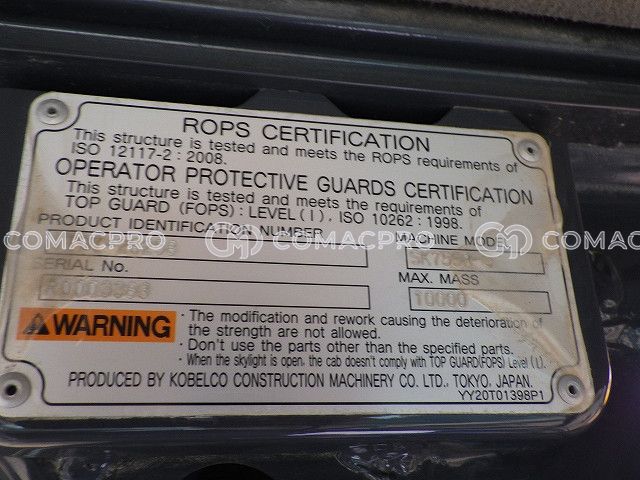 ROPS CERTIFICATION
This structure is tested and meets the ROPS requirements of
ISO 12117-2 : 2008.
OPERATOR PROTECTIVE GUARDS CERTIFICATION
This structure is tested and meets the requirements of
TOP GUARD (FOPS) : LEVEL ( I ) , ISO 10262 : 1998.
PRODUCT IDENTIFICATION NUMBER
MACHINE MODEL
COMACPRO COMACPRO COMACPRO
SERIAL No.
MAX. MASS
10000
WARNING
· The modification and rework causing the deterioration of
the strength are not allowed.
· Don't use the parts other than the specified parts.
· When the skylight is open, the cab doesn't comply with TOP GUARD(FOPS) Level ( I ).
PRODUCED BY KOBELCO CONSTRUCTION MACHINERY CO. LTD., TOKYO, JAPAN.
YY20T01398P1